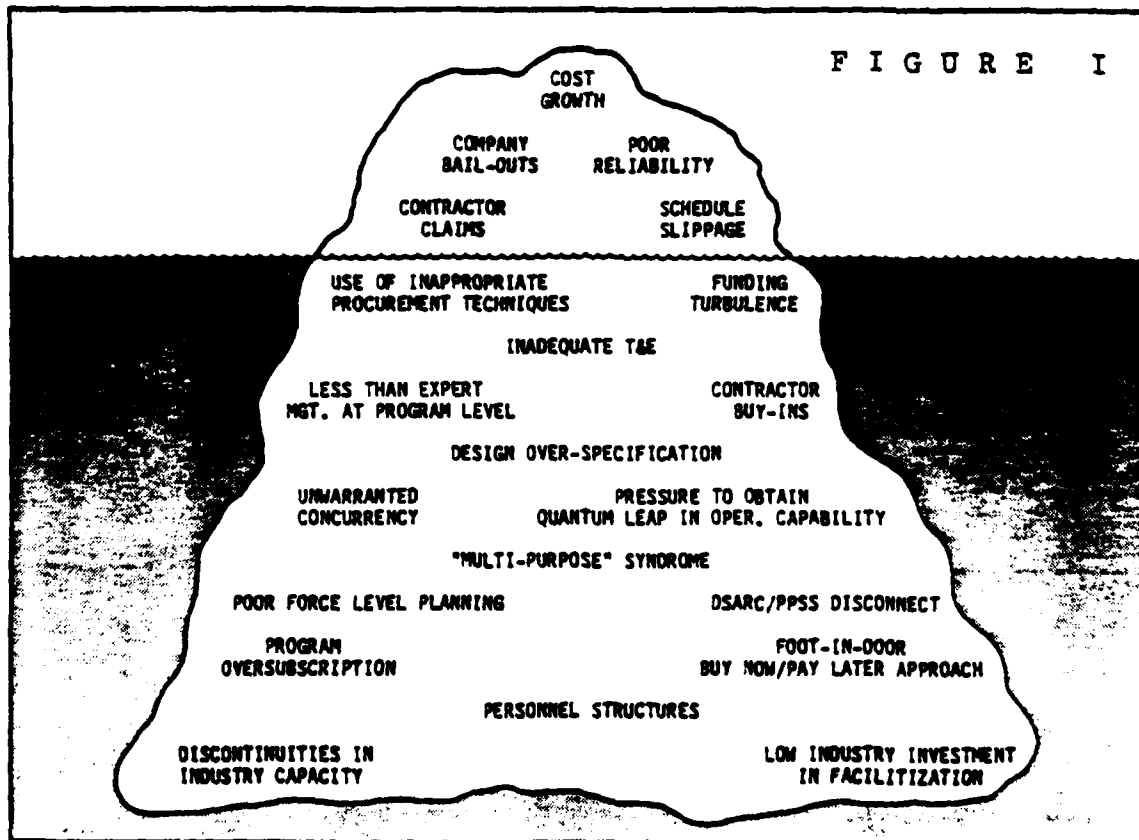 FIGURE I
COST
GROWTH
COMPANY
BAIL-OUTS
POOR
RELIABILITY
CONTRACTOR
CLAIMS
SCHEDULE
SLIPPAGE
USE OF INAPPROPRIATE
PROCUREMENT TECHNIQUES
FUNDING
TURBULENCE
INADEQUATE T&E
LESS THAN EXPERT
MGT. AT PROGRAM LEVEL
CONTRACTOR
BUY-INS
DESIGN OVER-SPECIFICATION
UNWARRANTED
CONCURRENCY
PRESSURE TO OBTAIN
QUANTUM LEAP IN OPER. CAPABILITY
"MULTI-PURPOSE" SYNDROME
POOR FORCE LEVEL PLANNING
DSARC/PPSS DISCONNECT
PROGRAM
OVERSUBSCRIPTION
FOOT-IN-DOOR
BUY NOW/PAY LATER APPROACH
PERSONNEL STRUCTURES
DISCONTINUITIES IN
INDUSTRY CAPACITY
LOW INDUSTRY INVESTMENT
IN FACILITIZATION